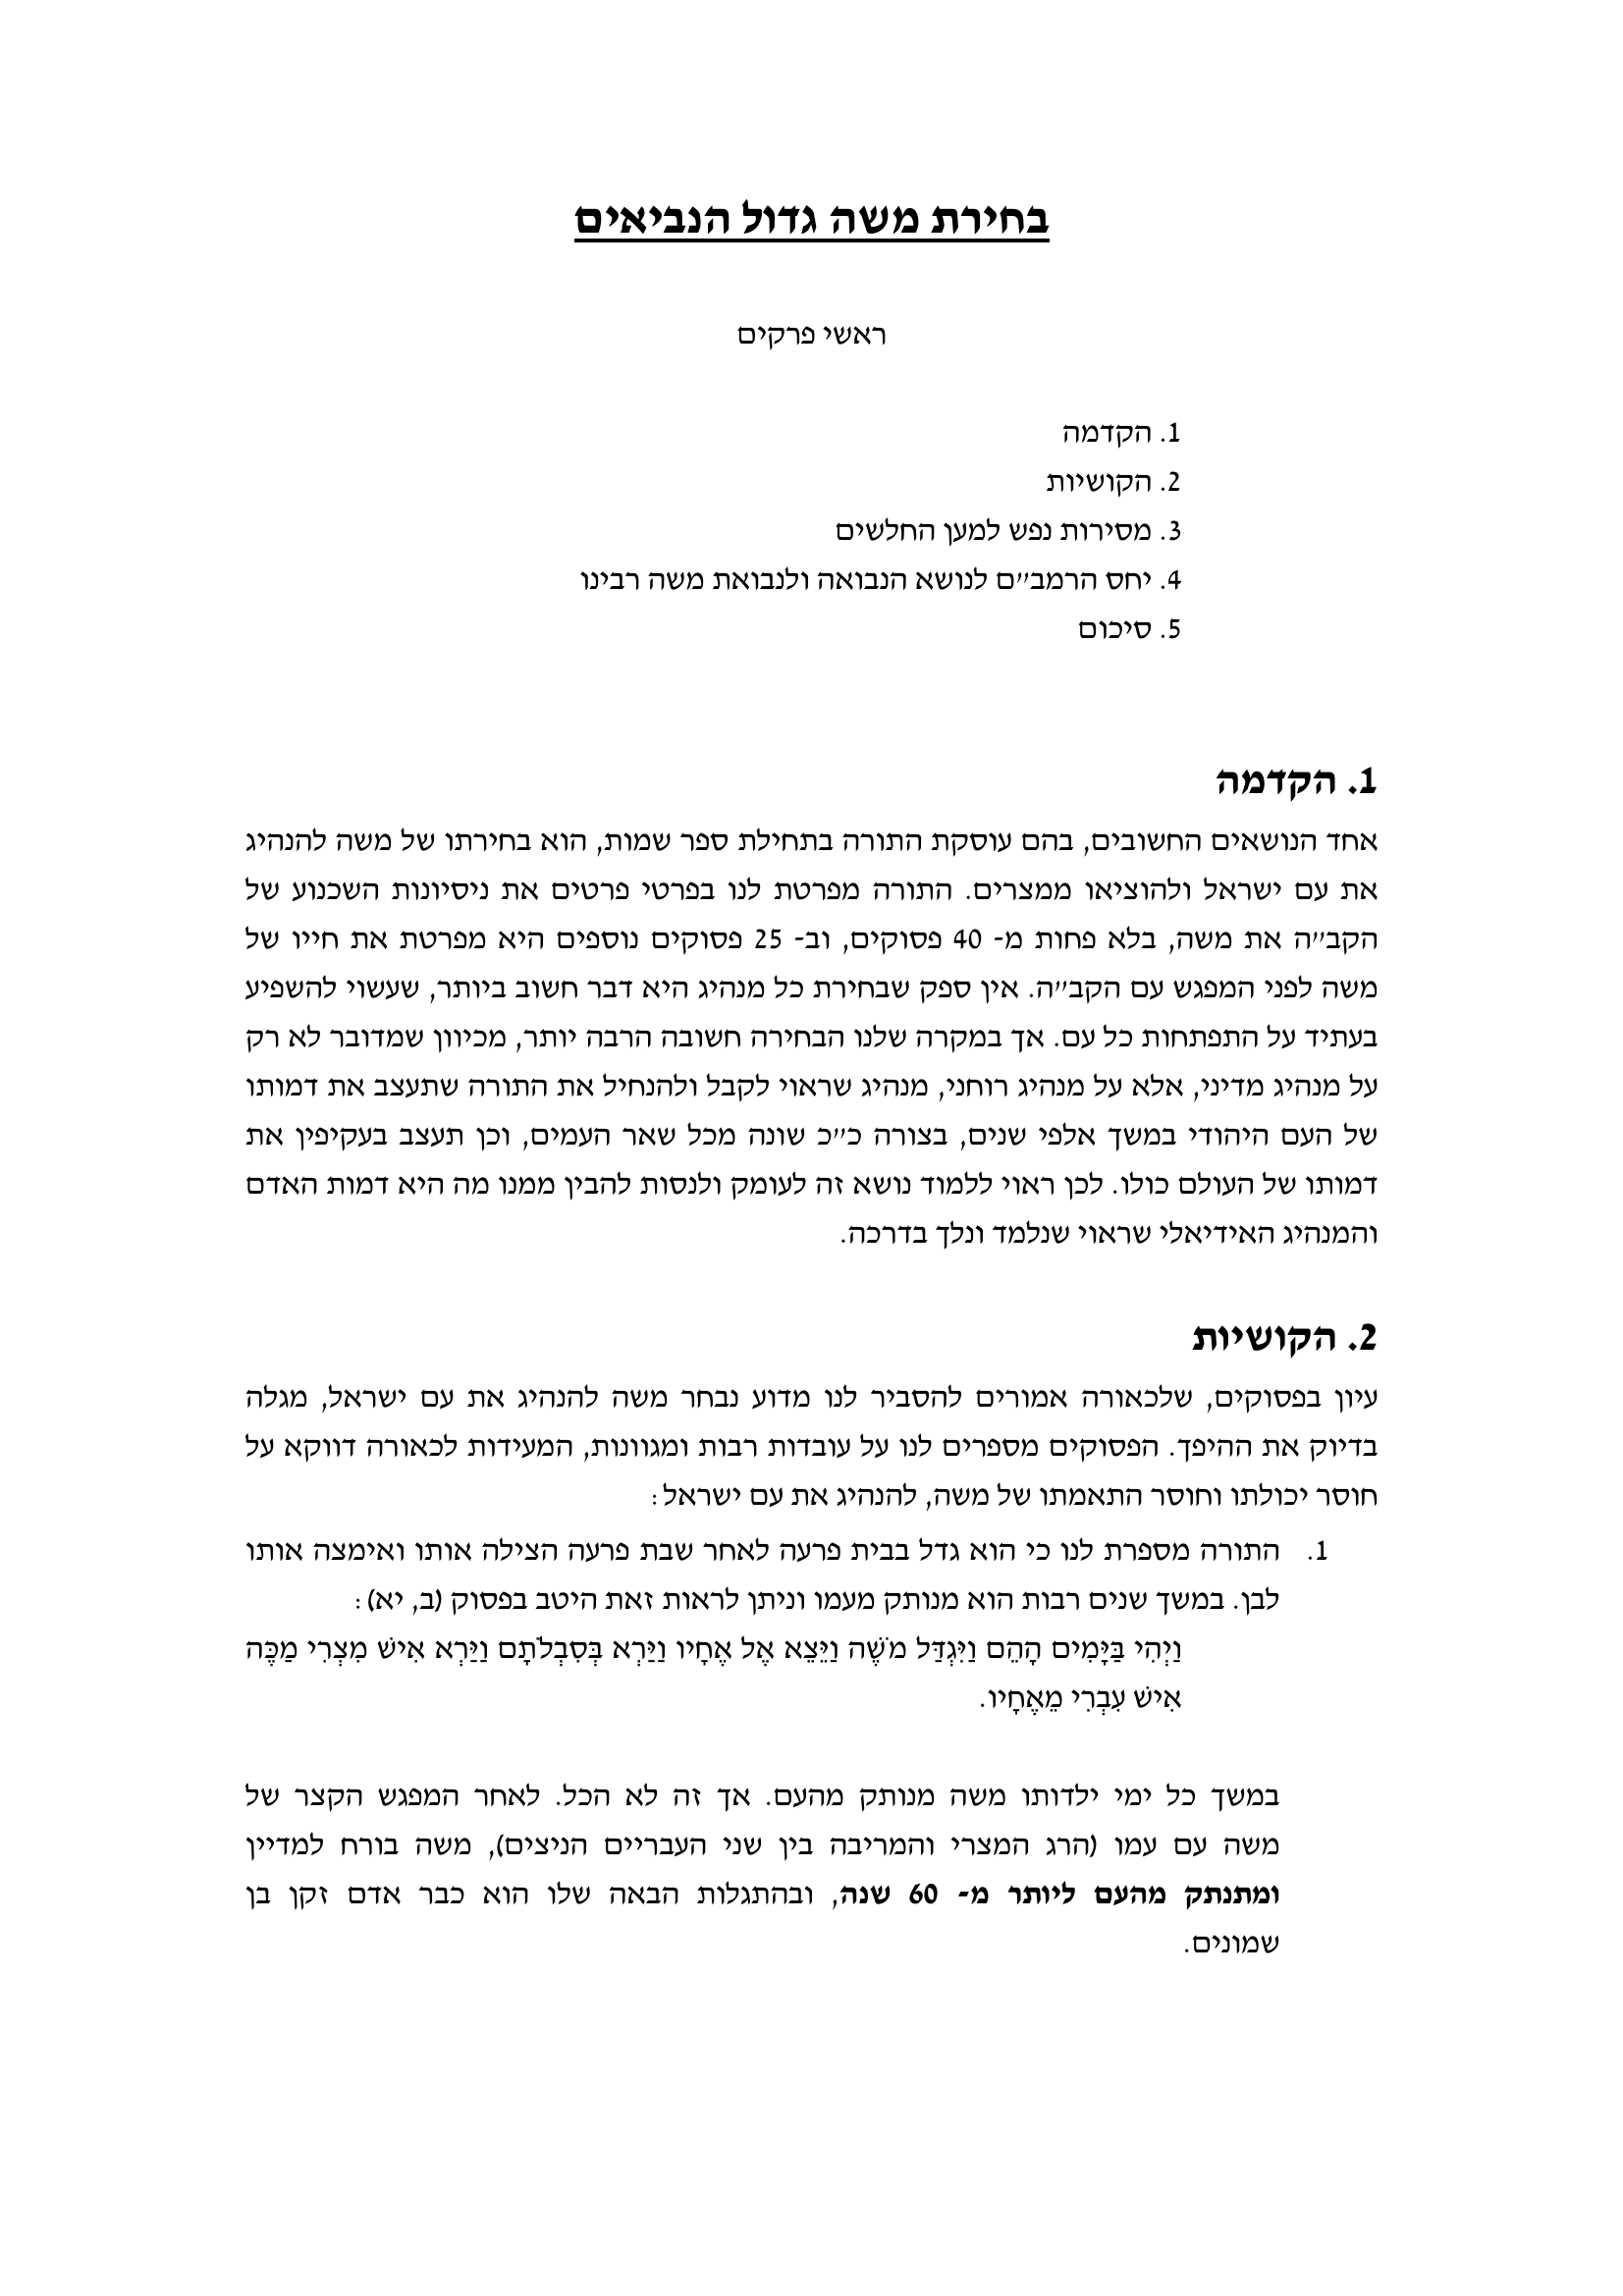 בחירת משה גדול הנביאים
ראשי פרקים
1. הקדמה
2. הקושיות
3. מסירות נפש למען החלשים
4. יחס הרמב״ם לנושא הנבואה ולנבואת משה רבינו
5. סיכום
1. הקדמה
אחד הנושאים החשובים, בהם עוסקת התורה בתחילת ספר שמות, הוא בחירתו של משה להנהיג
את עם ישראל ולהוציאו ממצרים. התורה מפרטת לנו בפרטי פרטים את ניסיונות השכנוע של
הקב״ה את משה, בלא פחות מ- 40 פסוקים, וב- 25 פסוקים נוספים היא מפרטת את חייו של
משה לפני המפגש עם הקב״ה. אין ספק שבחירת כל מנהיג היא דבר חשוב ביותר, שעשוי להשפיע
בעתיד על התפתחות כל עם. אך במקרה שלנו הבחירה חשובה הרבה יותר, מכיוון שמדובר לא רק
על מנהיג מדיני, אלא על מנהיג רוחני, מנהיג שראוי לקבל ולהנחיל את התורה שתעצב את דמותו
של העם היהודי במשך אלפי שנים, בצורה כ״כ שונה מכל שאר העמים, וכן תעצב בעקיפין את
דמותו של העולם כולו. לכן ראוי ללמוד נושא זה לעומק ולנסות להבין ממנו מה היא דמות האדם
והמנהיג האידיאלי שראוי שנלמד ונלך בדרכה.
2. הקושיות
עיון בפסוקים, שלכאורה אמורים להסביר לנו מדוע נבחר משה להנהיג את עם ישראל, מגלה
בדיוק את ההיפך. הפסוקים מספרים לנו על עובדות רבות ומגוונות, המעידות לכאורה דווקא על
חוסר יכולתו וחוסר התאמתו של משה, להנהיג את עם ישראל:
1. התורה מספרת לנו כי הוא גדל בבית פרעה לאחר שבת פרעה הצילה אותו ואימצה אותו
לבן. במשך שנים רבות הוא מנותק מעמו וניתן לראות זאת היטב בפסוק (ב, יא):
וַיְהִי בַּיָּמִים הָהֵם וַיִּגְדַּל מֹשֶׁה וַיֵּצֵא אֶל אֶחָיו וַיַּרְא בְּסִבְלֹתָם וַיַּרְא אִישׁ מִצְרִי מַכֶּה
אִישׁ עִבְרִי מֵאֶחָיו.
במשך כל ימי ילדותו משה מנותק מהעם. אך זה לא הכל. לאחר המפגש הקצר של
משה עם עמו (הרג המצרי והמריבה בין שני העבריים הניצים), משה בורח למדיין
ומתנתק מהעם ליותר מ- 60 שנה, ובהתגלות הבאה שלו הוא כבר אדם זקן בן
שמונים.